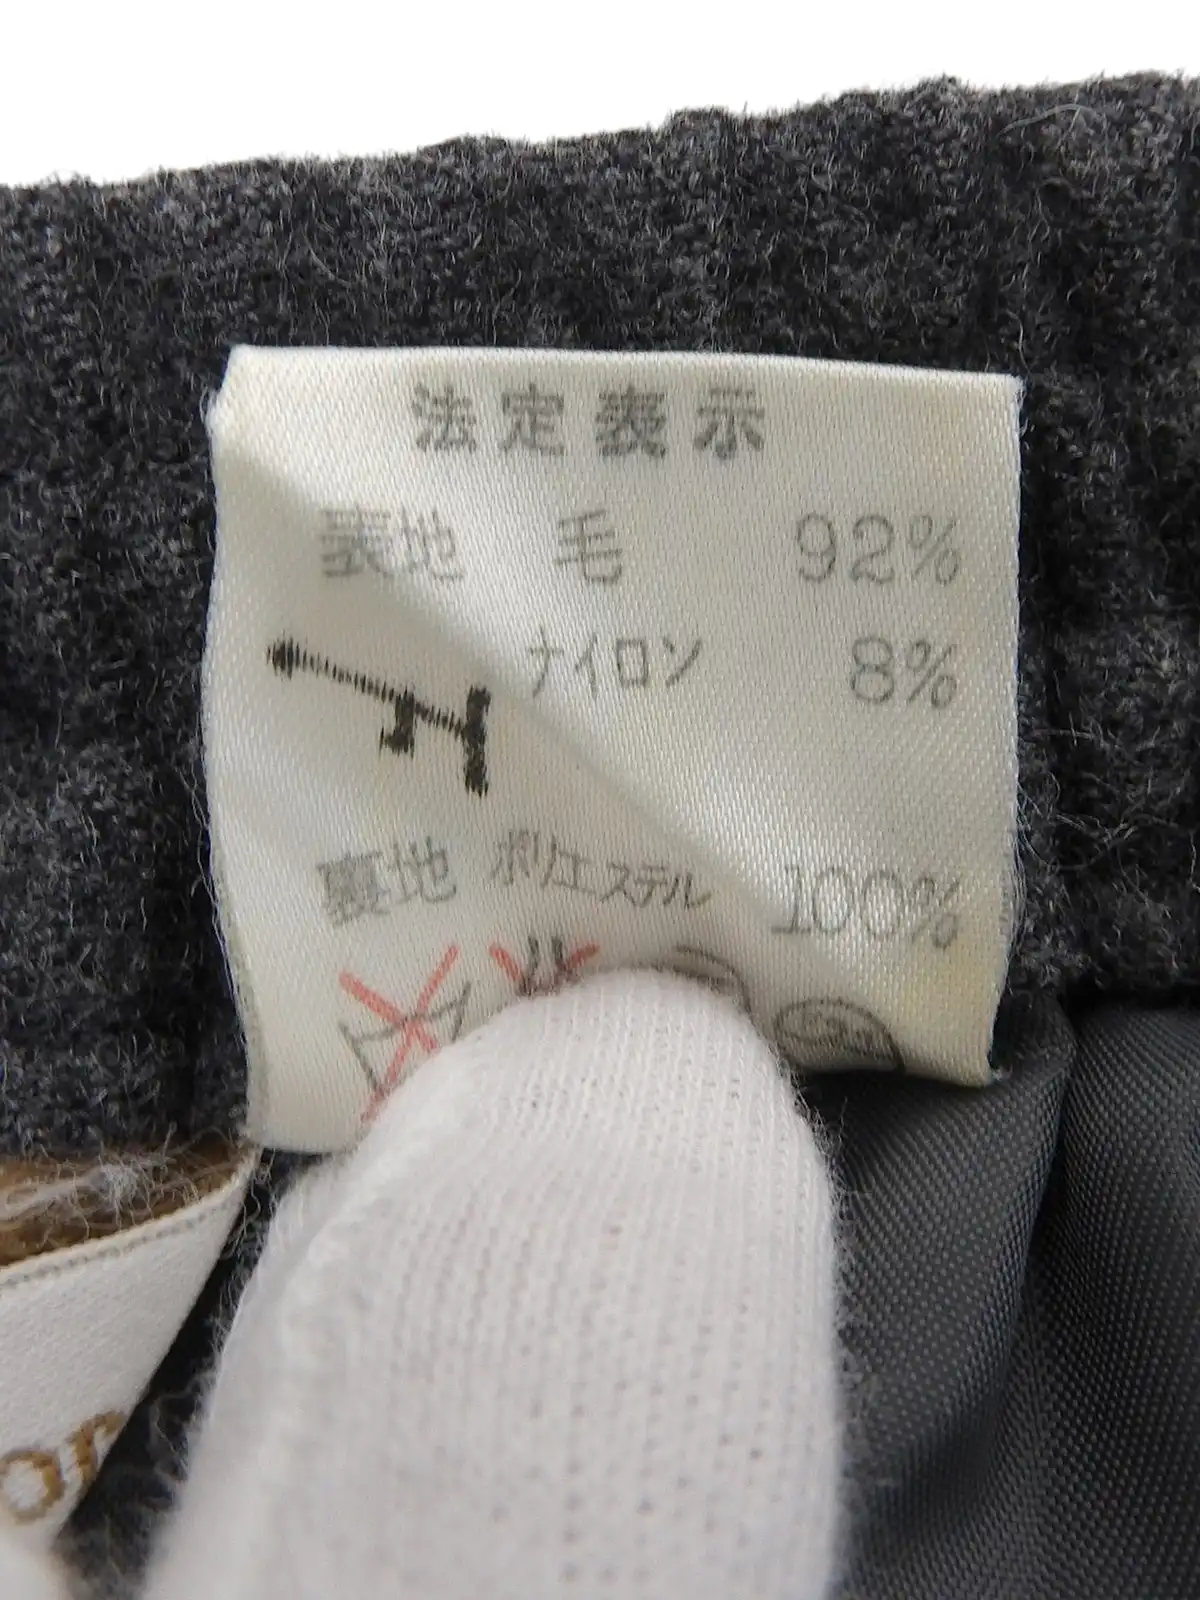 法定表示
表地 毛 92%
ナイロン 8%
裏地 ポリエステル 100%
or